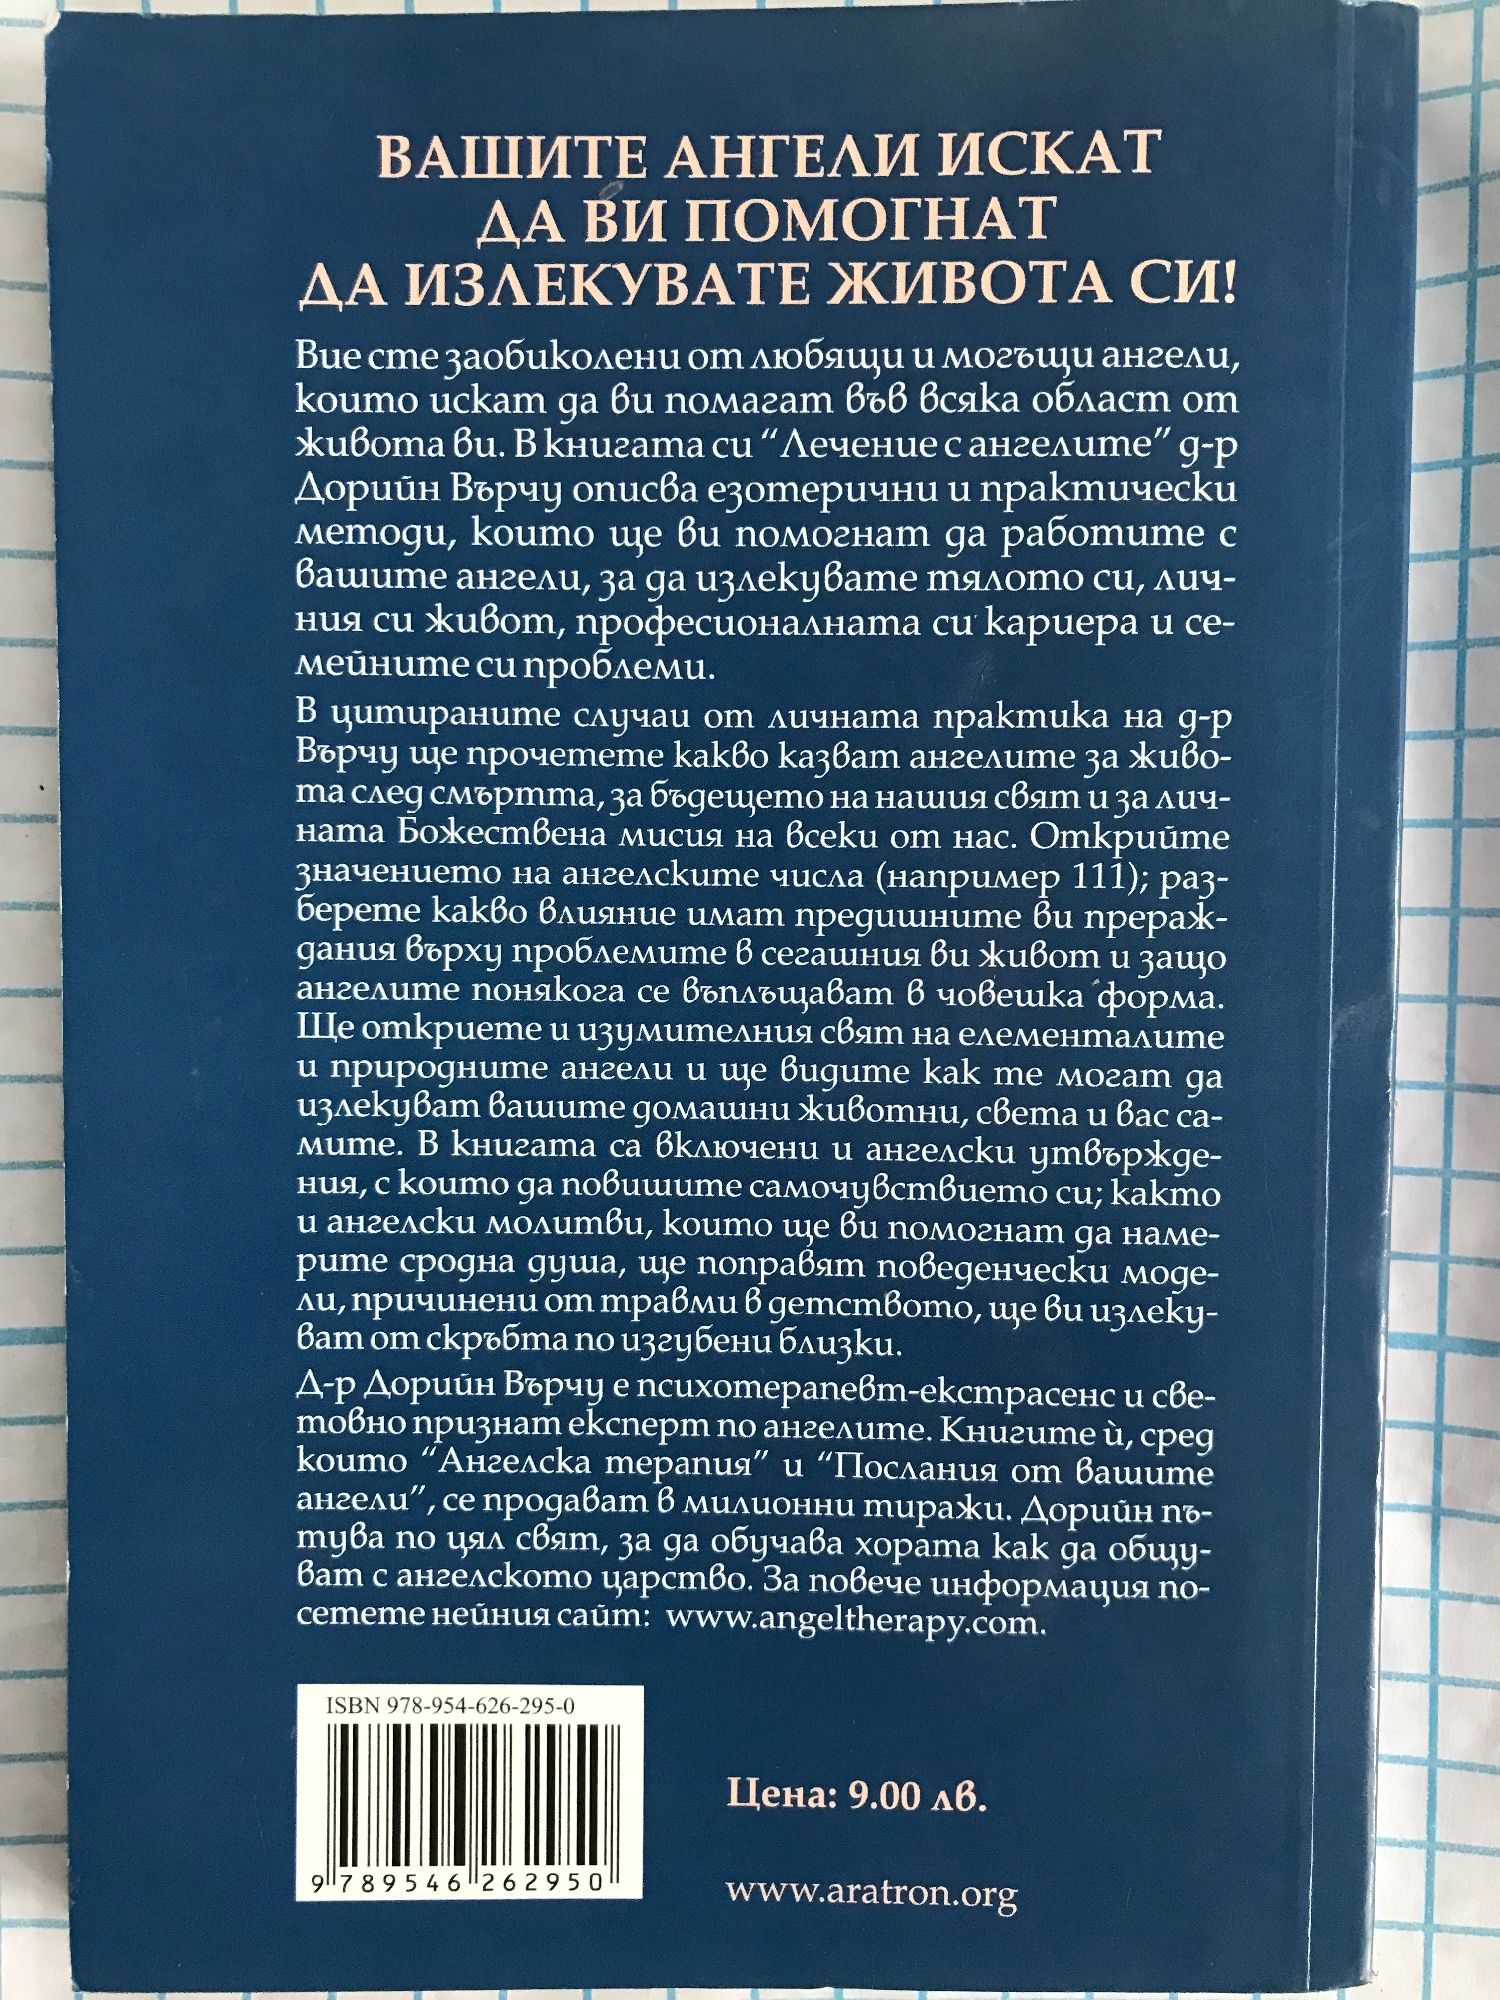 ВАШИТЕ АНГЕЛИ ИСКАТ
ДА ВИ ПОМОГНАТ
ДА ИЗЛЕКУВАТЕ ЖИВОТА СИ!
Вие сте заобиколени от любящи и могъщи ангели,
които искат да ви помагат във всяка област от
живота ви. В книгата си “Лечение с ангелите” д-р
Дорийн Върчу описва езотерични и практически
методи, които ще ви помогнат да работите с
вашите ангели, за да излекувате тялото си, лич-
ния си живот, професионалната си кариера и се-
мейните си проблеми.
В цитираните случаи от личната практика на д-р
Върчу ще прочетете какво казват ангелите за живо-
та след смъртта, за бъдещето на нашия свят и за лич-
ната Божествена мисия на всеки от нас. Открийте
значението на ангелските числа (например 111); раз-
берете какво влияние имат предишните ви прераж-
дания върху проблемите в сегашния ви живот и защо
ангелите понякога се въплъщават в човешка форма.
Ще откриете и изумителния свят на елементалите
и природните ангели и ще видите как те могат да
излекуват вашите домашни животни, света и вас са-
мите. В книгата са включени и ангелски утвържде-
ния, с които да повишите самочувствието си; както
и ангелски молитви, които ще ви помогнат да наме-
рите сродна душа, ще поправят поведенчески моде-
ли, причинени от травми в детството, ще ви излеку-
ват от скръбта по изгубени близки.
Д-р Дорийн Върчу е психотерапевт-екстрасенс и све-
товно признат експерт по ангелите. Книгите ѝ, сред
които “Ангелска терапия” и “Послания от вашите
ангели”, се продават в милионни тиражи. Дорийн пъ-
тува по цял свят, за да обучава хората как да общу-
ват с ангелското царство. За повече информация по-
сетете нейния сайт: www.angeltherapy.com.
ISBN 978-954-626-295-0
9 789546 262950
Цена: 9.00 лв.
www.aratron.org